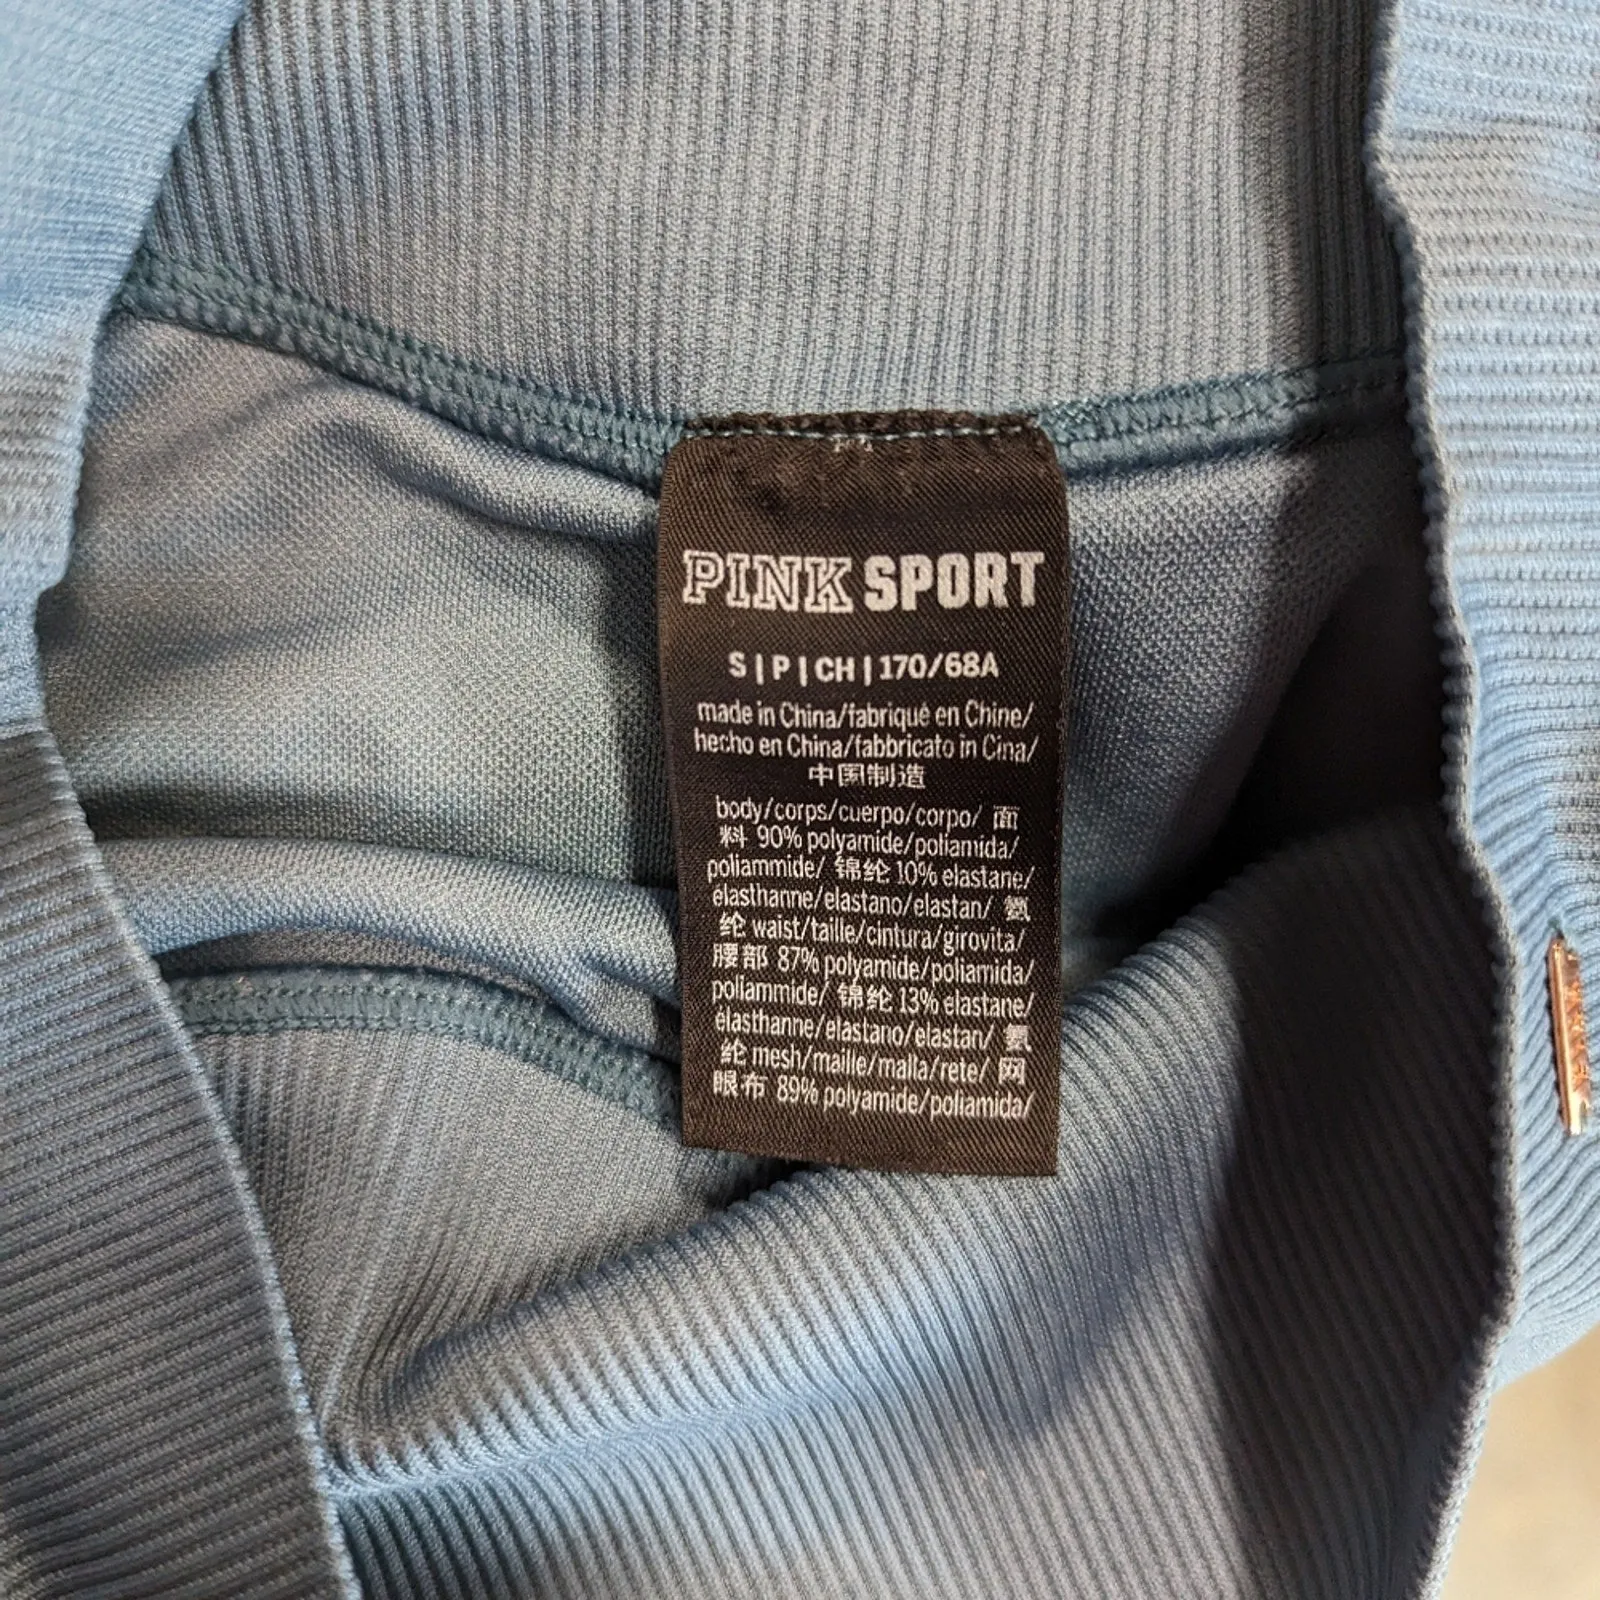 PINK SPORT
S | P | CH | 170/68A
made in China/fabriqué en Chine/
hecho en China/fabbricato in Cina/
中国制造
body/corps/cuerpo/corpo/ 面
料 90% polyamide/poliamida/
poliammide/ 锦纶 10% elastane/
élasthanne/elastano/elastan/ 氨
纶 waist/taille/cintura/girovita/
腰部 87% polyamide/poliamida/
poliammide/ 锦纶 13% elastane/
élasthanne/elastano/elastan/ 氨
纶 mesh/maille/malla/rete/ 网
眼布 89% polyamide/poliamida/